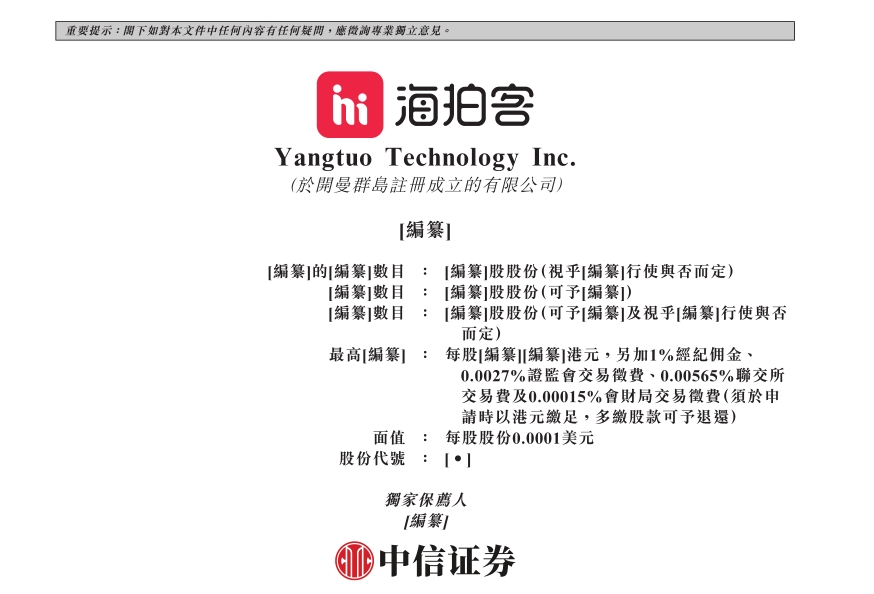 重要提示：閣下如對本文件中任何內容有任何疑問，應徵詢專業獨立意見。
hi 海拍客
Yangtuo Technology Inc.
(於開曼群島註冊成立的有限公司)
[編纂]
[編纂]的[編纂]數目 ： [編纂]股股份(視乎[編纂]行使與否而定)
[編纂]數目 ： [編纂]股股份(可予[編纂])
[編纂]數目 ： [編纂]股股份(可予[編纂]及視乎[編纂]行使與否
而定)
最高[編纂] ： 每股[編纂][編纂]港元，另加1%經紀佣金、
0.0027%證監會交易徵費、0.00565%聯交所
交易費及0.00015%會財局交易徵費(須於申
請時以港元繳足，多繳股款可予退還)
面值 ： 每股股份0.0001美元
股份代號 ： [•]
獨家保薦人
[編纂]
中信证券